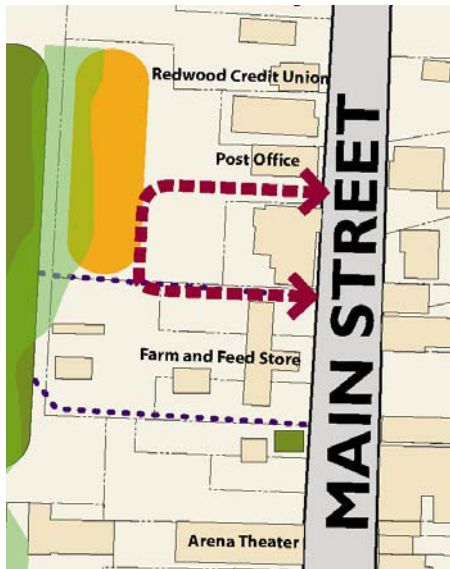 Redwood Credit Union
Post Office
MAIN STREET
Farm and Feed Store
Arena Theater